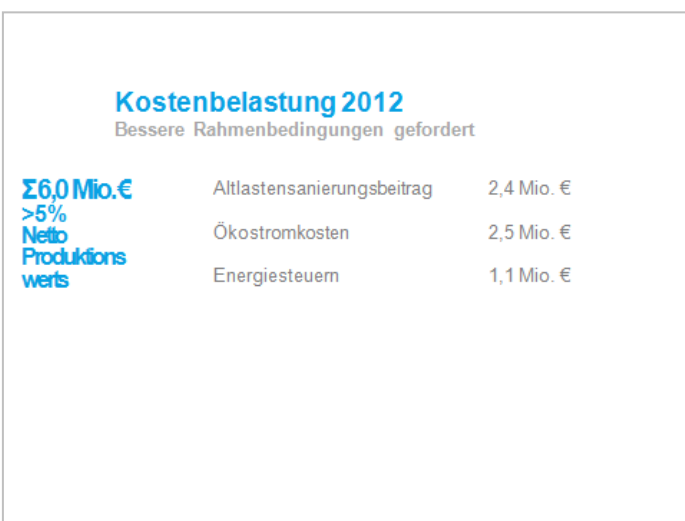 Kostenbelastung 2012
Bessere Rahmenbedingungen gefordert
Σ6,0 Mio.€
>5%
Netto
Produktions
werts
Altlastensanierungsbeitrag 2,4 Mio. €
Ökostromkosten 2,5 Mio. €
Energiesteuern 1,1 Mio. €